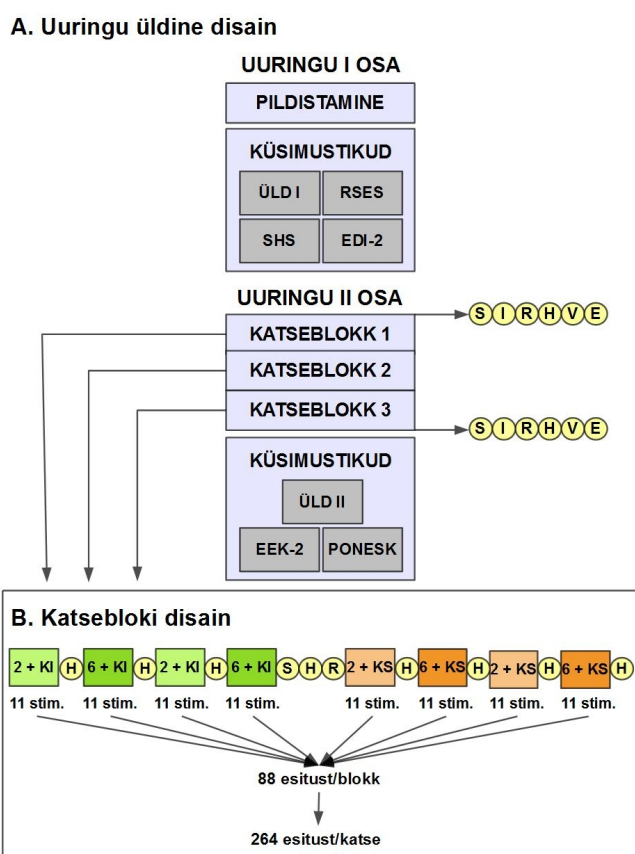 A. Uuringu üldine disain
UURINGU I OSA
PILDISTAMINE
KÜSIMUSTIKUD
ÜLD I RSES
SHS EDI-2
UURINGU II OSA
KATSEBLOKK 1 S I R H V E
KATSEBLOKK 2
KATSEBLOKK 3 S I R H V E
KÜSIMUSTIKUD
ÜLD II
EEK-2 PONESK
B. Katsebloki disain
2 + KI H 6 + KI H 2 + KI H 6 + KI S H R 2 + KS H 6 + KS H 2 + KS H 6 + KS H
11 stim. 11 stim. 11 stim. 11 stim. 11 stim. 11 stim. 11 stim. 11 stim.
88 esitust/blokk
264 esitust/katse